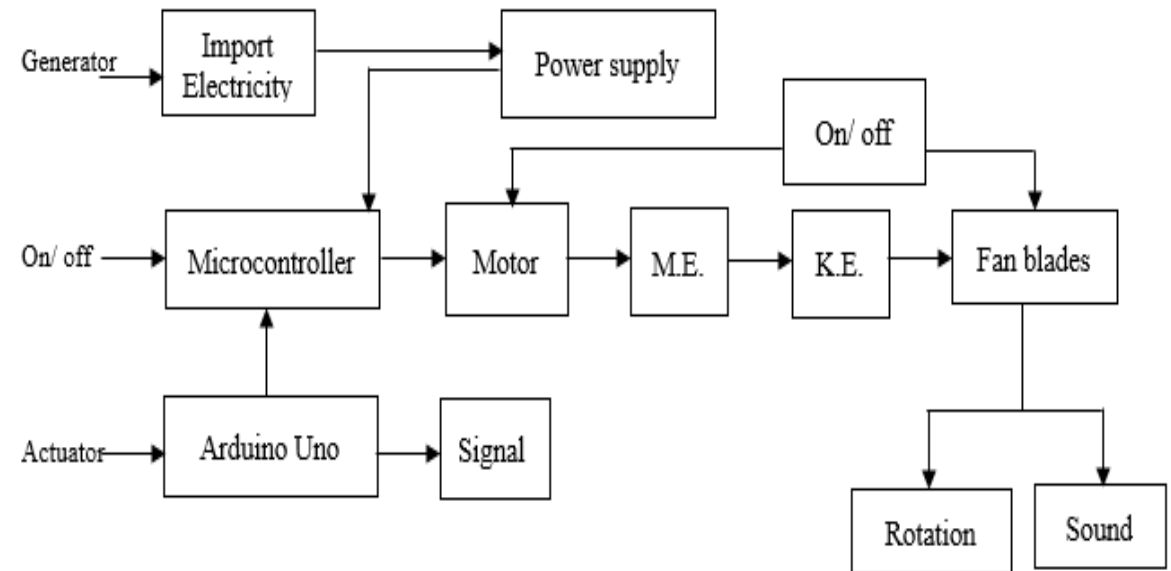 Generator
Import
Electricity
Power supply
On/ off
On/ off
Microcontroller
Motor
M.E.
K.E.
Fan blades
Actuator
Arduino Uno
Signal
Rotation
Sound